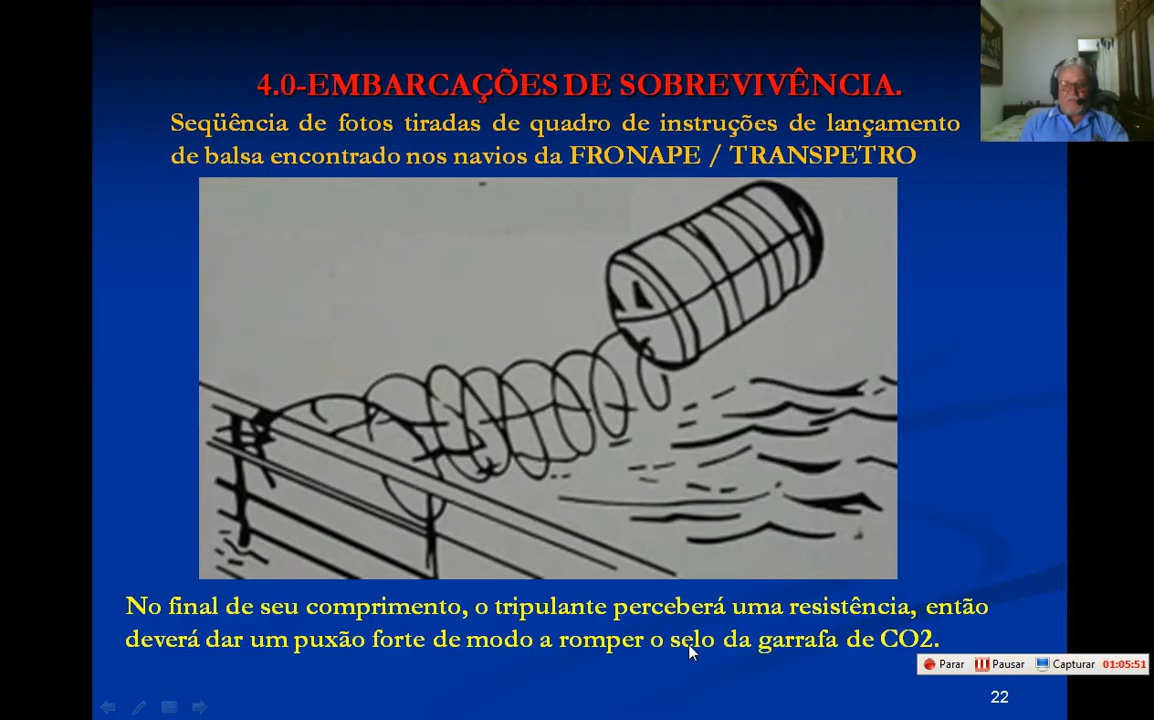 4.0-EMBARCAÇÕES DE SOBREVIVÊNCIA.
Seqüência de fotos tiradas de quadro de instruções de lançamento
de balsa encontrado nos navios da FRONAPE / TRANSPETRO
No final de seu comprimento, o tripulante perceberá uma resistência, então
deverá dar um puxão forte de modo a romper o selo da garrafa de CO2.
Parar Pausar Capturar 01:05:51
22